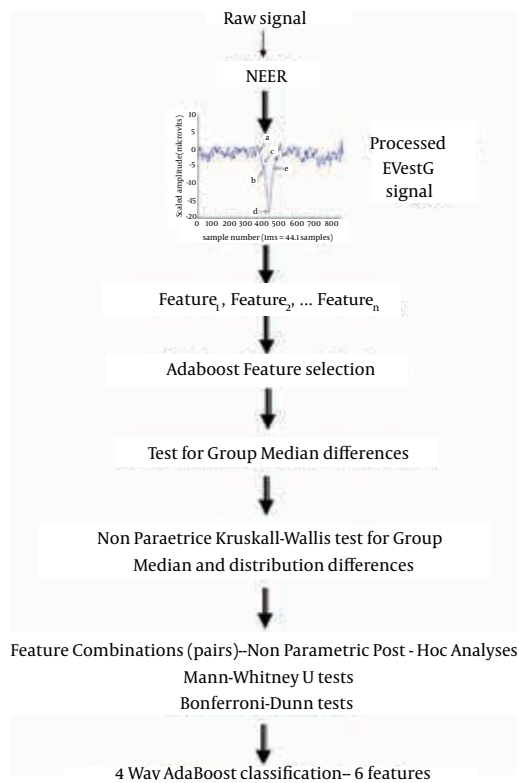 Raw signal
NEER
10
5
0
-5
-10
-15
-20
Scaled amplitude(mkrovlts)
a
c
b
e
d
0 100 200 300 400 500 600 700 800
sample number (1ms = 44.1 samples)
Processed
EVestG
signal
Feature1, Feature2, ... Featuren
Adaboost Feature selection
Test for Group Median differences
Non Paraetrice Kruskall-Wallis test for Group
Median and distribution differences
Feature Combinations (pairs)--Non Parametric Post - Hoc Analyses
Mann-Whitney U tests
Bonferroni-Dunn tests
4 Way AdaBoost classification-- 6 features